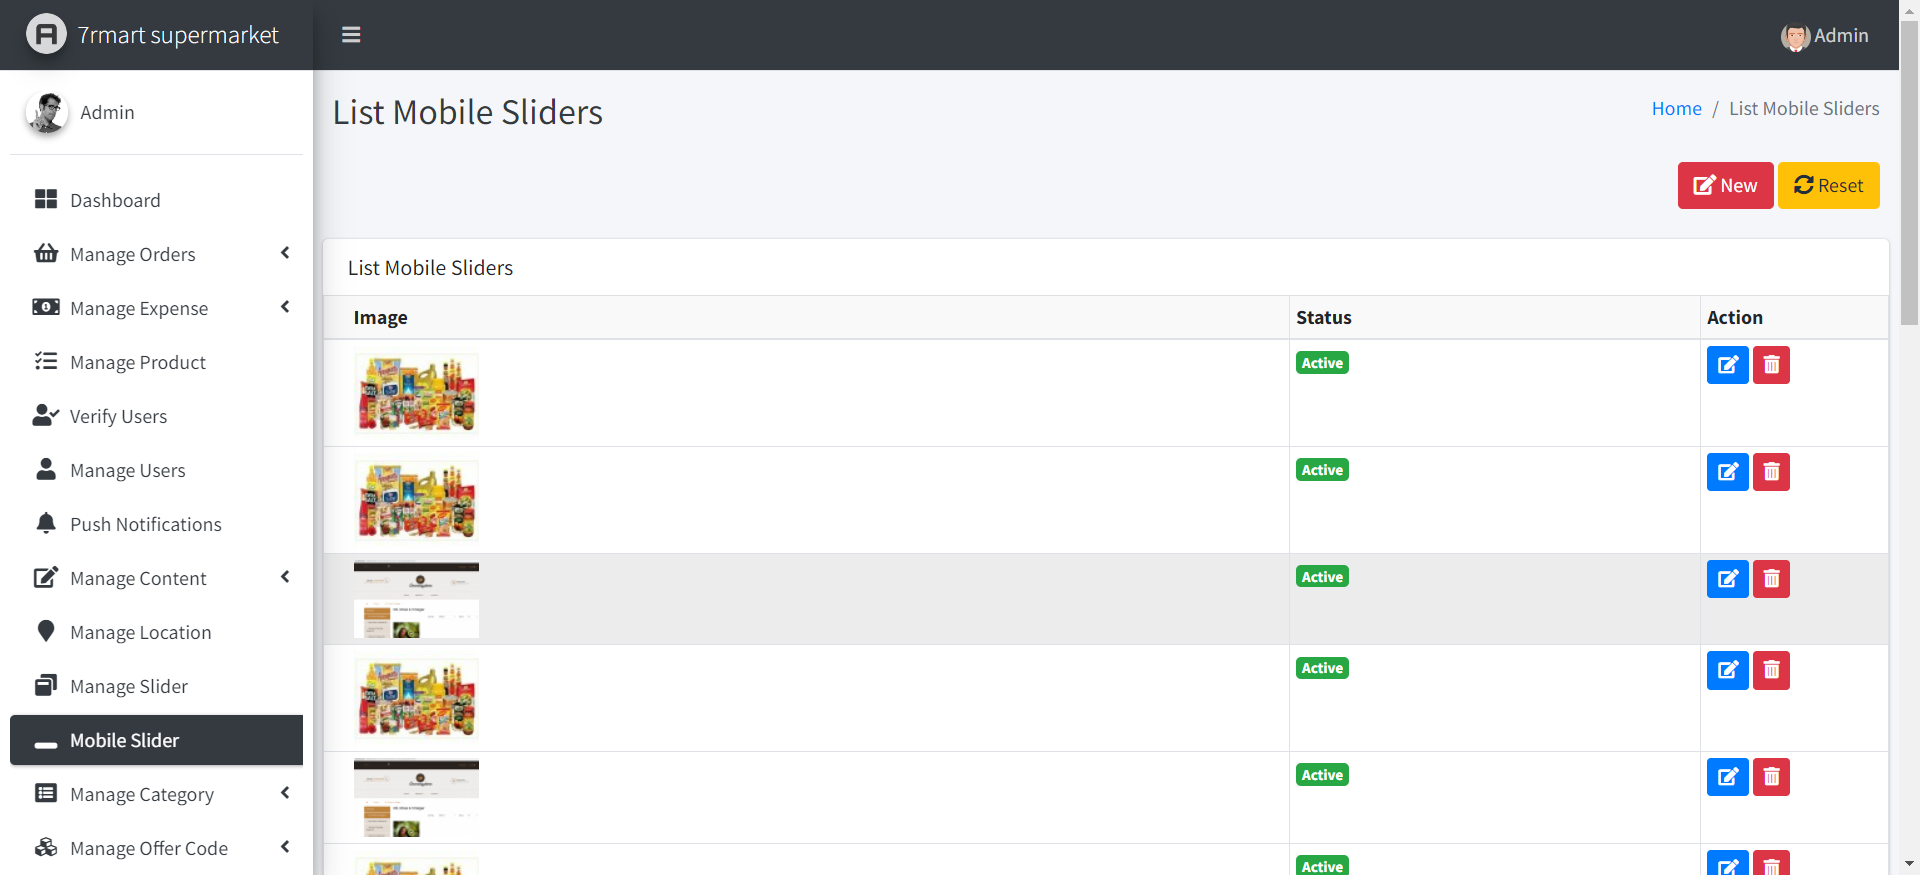 7rmart supermarket
Admin
Admin
List Mobile Sliders
Home / List Mobile Sliders
New
Reset
Dashboard
Manage Orders
Manage Expense
Manage Product
Verify Users
Manage Users
Push Notifications
Manage Content
Manage Location
Manage Slider
Mobile Slider
Manage Category
Manage Offer Code
List Mobile Sliders
Image Status Action
Active
Active
Active
Active
Active
Active